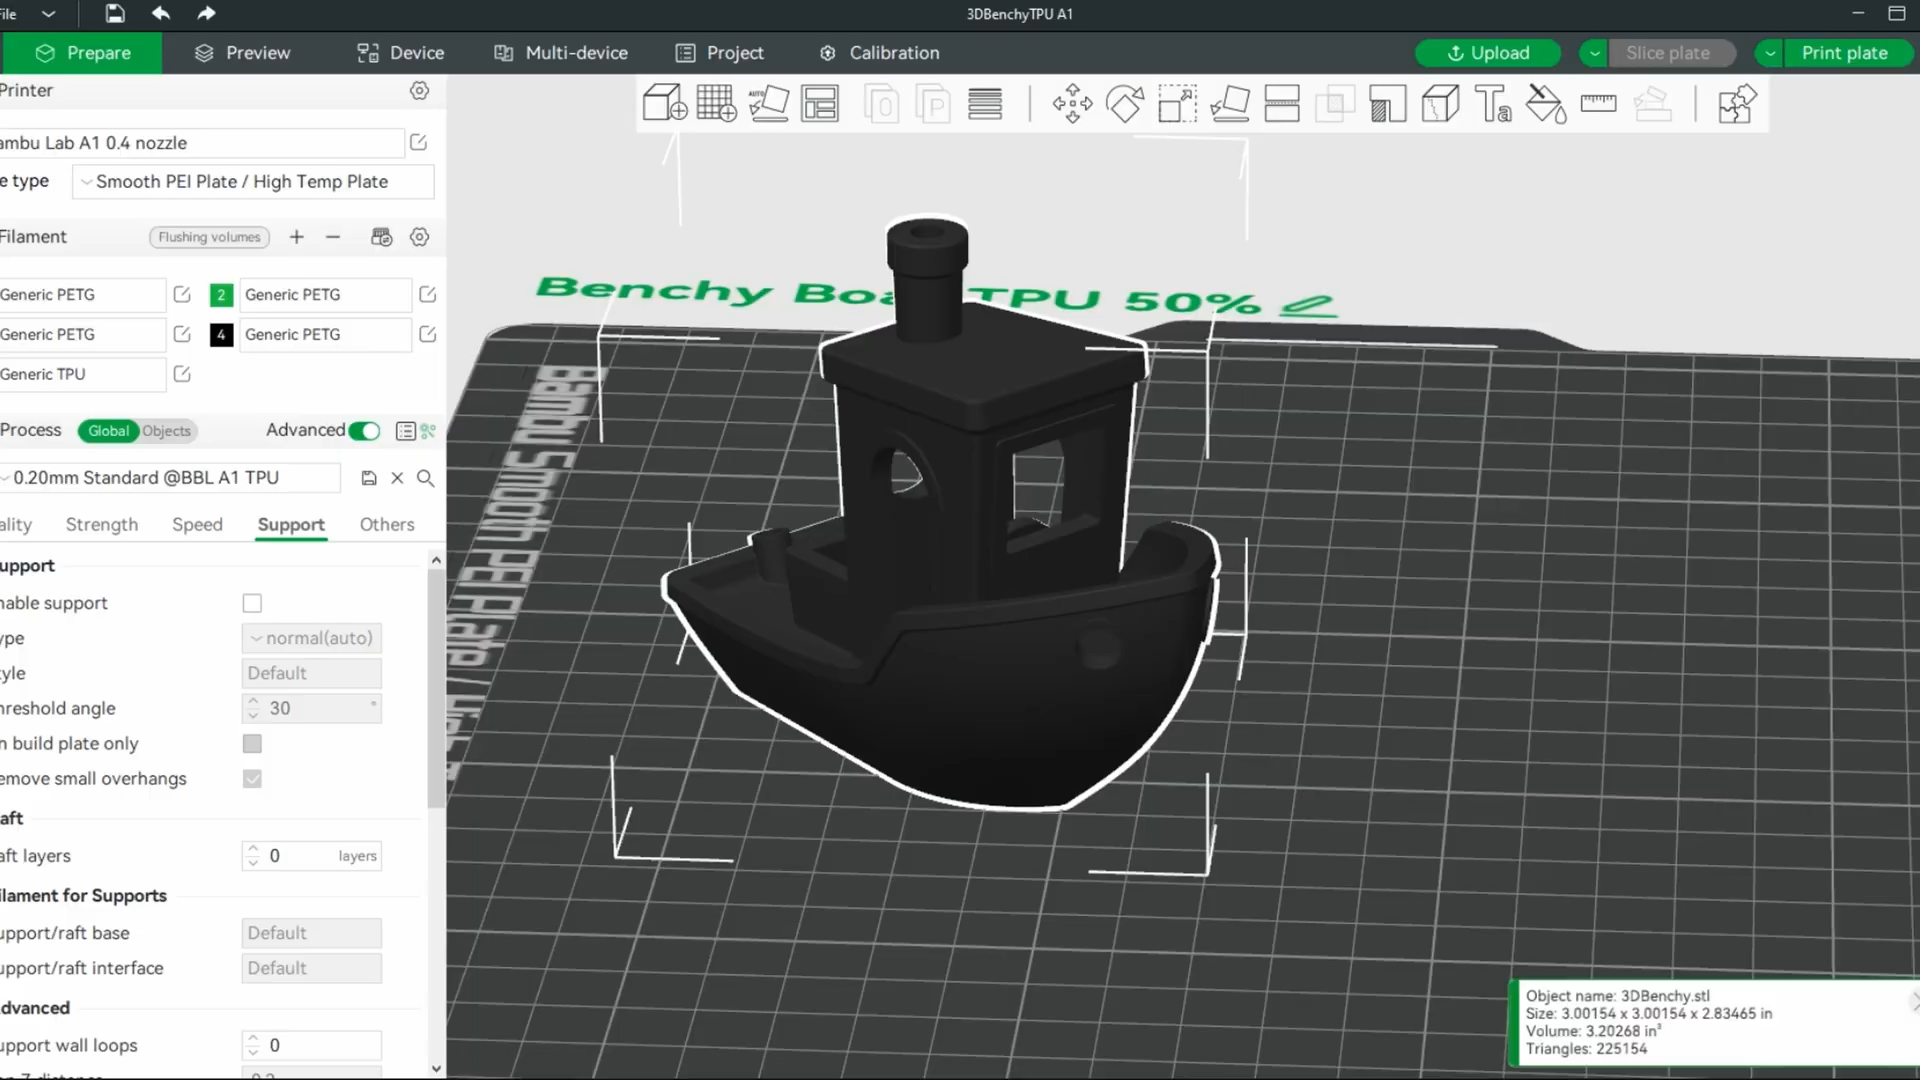 ile
3DBenchyTPU A1
Prepare
Preview
Device
Multi-device
Project
Calibration
Upload
Slice plate
Print plate
Printer
ambu Lab A1 0.4 nozzle
e type
Smooth PEI Plate / High Temp Plate
Filament
Flushing volumes
Generic PETG
2
Generic PETG
Generic PETG
4
Generic PETG
Generic TPU
Process
Global
Objects
Advanced
0.20mm Standard @BBL A1 TPU
ality
Strength
Speed
Support
Others
upport
nable support
ype
normal(auto)
tyle
Default
hreshold angle
30
°
n build plate only
emove small overhangs
aft
aft layers
0
layers
ilament for Supports
upport/raft base
Default
upport/raft interface
Default
dvanced
upport wall loops
0
AUTO
O
P
Ta
Benchy Boa TPU 50%
Bambu Smooth PEI Plate /
Object name: 3DBenchy.stl
Size: 3.00154 x 3.00154 x 2.83465 in
Volume: 3.20268 in³
Triangles: 225154